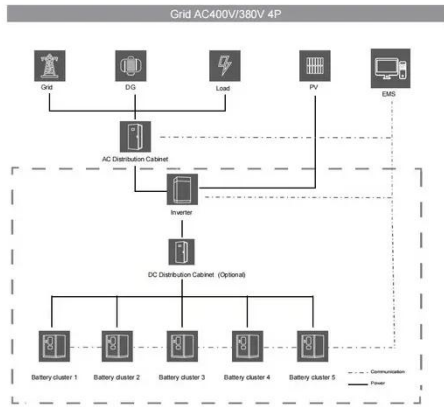 Grid AC400V/380V 4P
Grid DG Load PV EMS
AC Distribution Cabinet
Inverter
DC Distribution Cabinet (Optional)
Battery cluster 1 Battery cluster 2 Battery cluster 3 Battery cluster 4 Battery cluster 5
Communication
Power